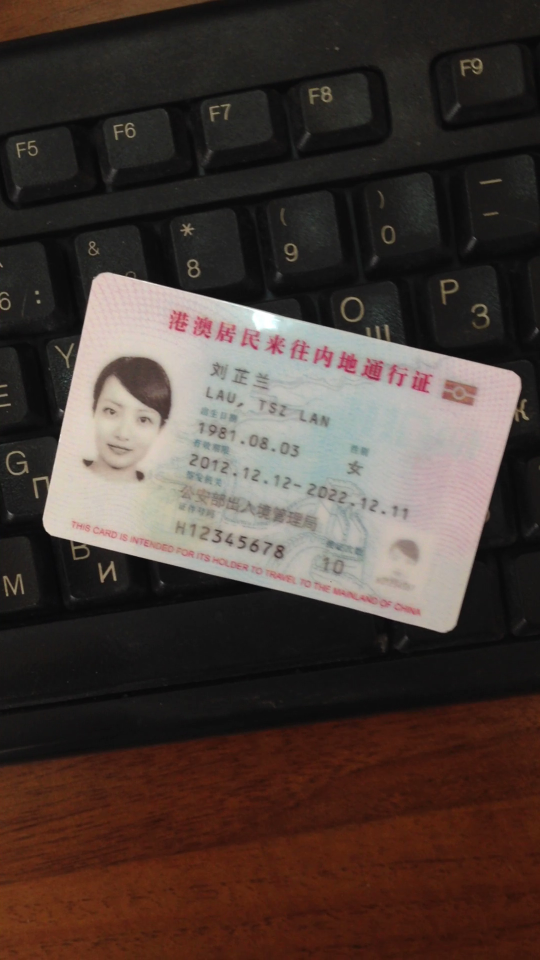 F5 F6 F7 F8 F9
& * 8 ( 9 ) 0 — -
6 :
O Щ P З
Y
G П
M В И
港澳居民来往内地通行证
刘芷兰
LAU, TSZ LAN
出生日期
性别
1981.08.03
女
有效期限
2012.12.12-2022.12.11
签发机关
公安部出入境管理局
证件号码
换证次数
H12345678
10
THIS CARD IS INTENDED FOR ITS HOLDER TO TRAVEL TO THE MAINLAND OF CHINA